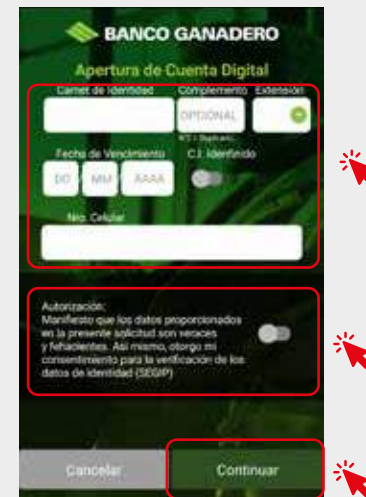 BANCO GANADERO
Apertura de Cuenta Digital
Carnet de Identidad Complemento Extensión
OPCIONAL
Fecha de Vencimiento C.I. Idenfinido
DD MM AAAA
Nro. Celular
Autorización:
Manifiesto que los datos proporcionados
en la presente solicitud son veraces
y fehacientes. Así mismo, otorgo mi
consentimiento para la verificación de los
datos de identidad (SEGIP)
Cancelar Continuar